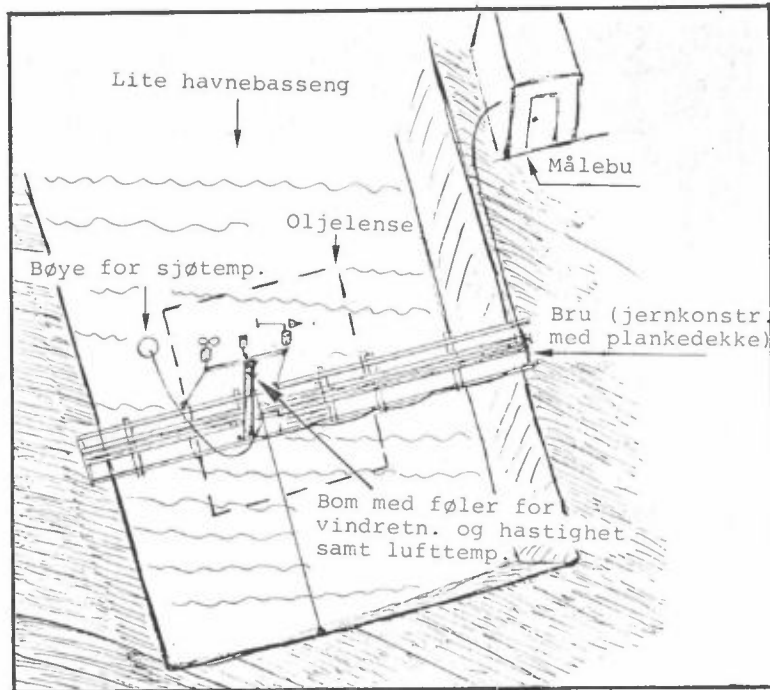 Lite havnebasseng
Målebu
Oljelense
Bøye for sjøtemp.
Bru (jernkonstr.
med plankedekke)
Bom med føler for
vindretn. og hastighet
samt lufttemp.